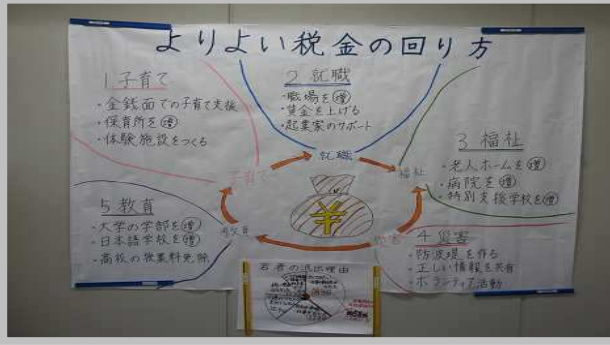 よりよい税金の回り方
1 子育て
・金銭面での子育て支援
・保育所を増
・体験施設をつくる
2 就職
・職場を増
・賃金を上げる
・起業家のサポート
3 福祉
・老人ホームを増
・病院を増
・特別支援学校を増
4 災害
・防波堤を作る
・正しい情報を共有
・ボランティア活動
5 教育
・大学の学部を増
・日本語学校を増
・高校の授業料免除
就職
子育て
福祉
教育
災害
¥
若者の流出理由